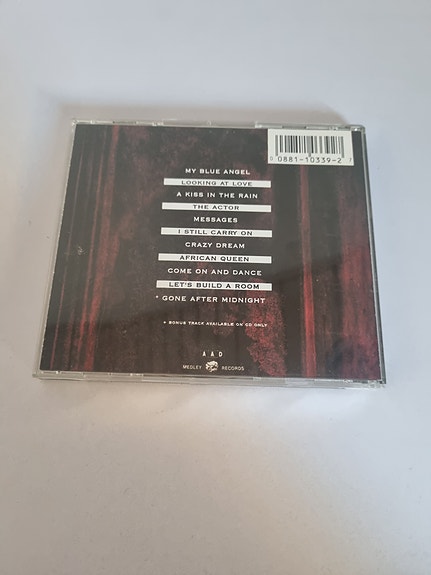 0 0881-10339-2 7
MY BLUE ANGEL
LOOKING AT LOVE
A KISS IN THE RAIN
THE ACTOR
MESSAGES
I STILL CARRY ON
CRAZY DREAM
AFRICAN QUEEN
COME ON AND DANCE
LET'S BUILD A ROOM
* GONE AFTER MIDNIGHT
* BONUS TRACK AVAILABLE ON CD ONLY
AAD
MEDLEY RECORDS